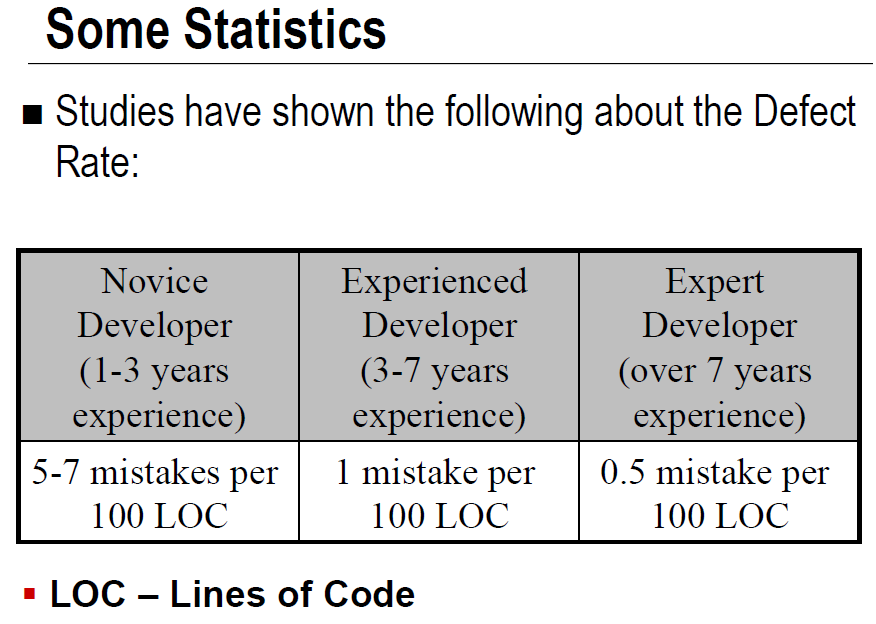 Some Statistics
■ Studies have shown the following about the Defect
Rate:
Novice
Developer
(1-3 years
experience)
Experienced
Developer
(3-7 years
experience)
Expert
Developer
(over 7 years
experience)
5-7 mistakes per
100 LOC
1 mistake per
100 LOC
0.5 mistake per
100 LOC
▪ LOC – Lines of Code